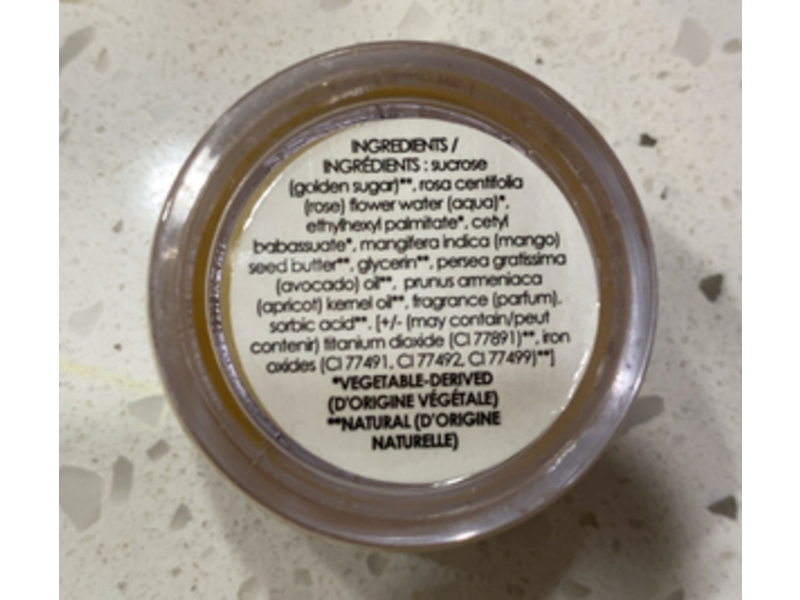 INGREDIENTS /
INGRÉDIENTS : sucrose
(golden sugar)**, rosa centifolia
(rose) flower water (aqua)*,
ethylhexyl palmitate*, cetyl
babassuate*, mangifera indica (mango)
seed butter**, glycerin**, persea gratissima
(avocado) oil**, prunus armeniaca
(apricot) kernel oil**, fragrance (parfum),
sorbic acid**. [+/- (may contain/peut
contenir) titanium dioxide (CI 77891)**, iron
oxides (CI 77491, CI 77492, CI 77499)**]
*VEGETABLE-DERIVED
(D'ORIGINE VÉGÉTALE)
**NATURAL (D'ORIGINE
NATURELLE)